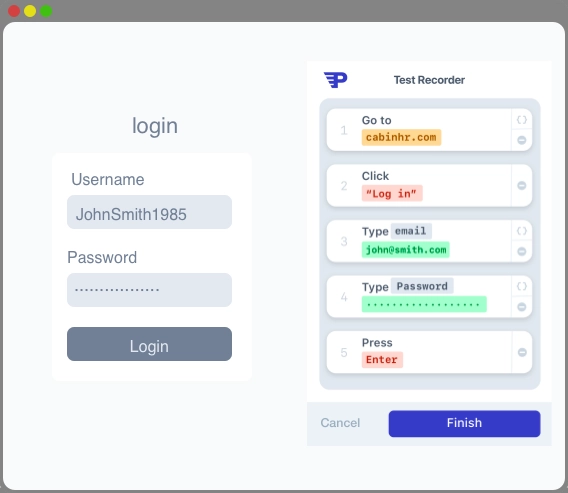 login
Username
JohnSmith1985
Password
•••••••••••••••••
Login
P
Test Recorder
1
Go to
cabinhr.com
{}
2
Click
“Log in”
3
Type email
john@smith.com
{}
4
Type Password
••••••••••••••••••
{}
5
Press
Enter
Cancel
Finish